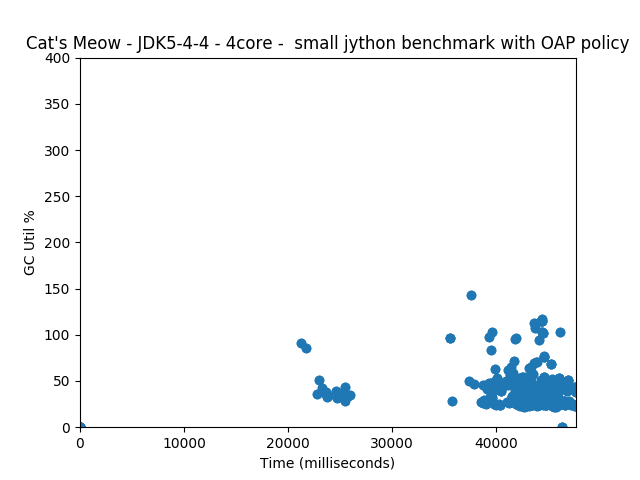 Cat's Meow - JDK5-4-4 - 4core -  small jython benchmark with OAP policy
400
350
300
250
200
150
100
50
0
GC Util %
0 10000 20000 30000 40000
Time (milliseconds)